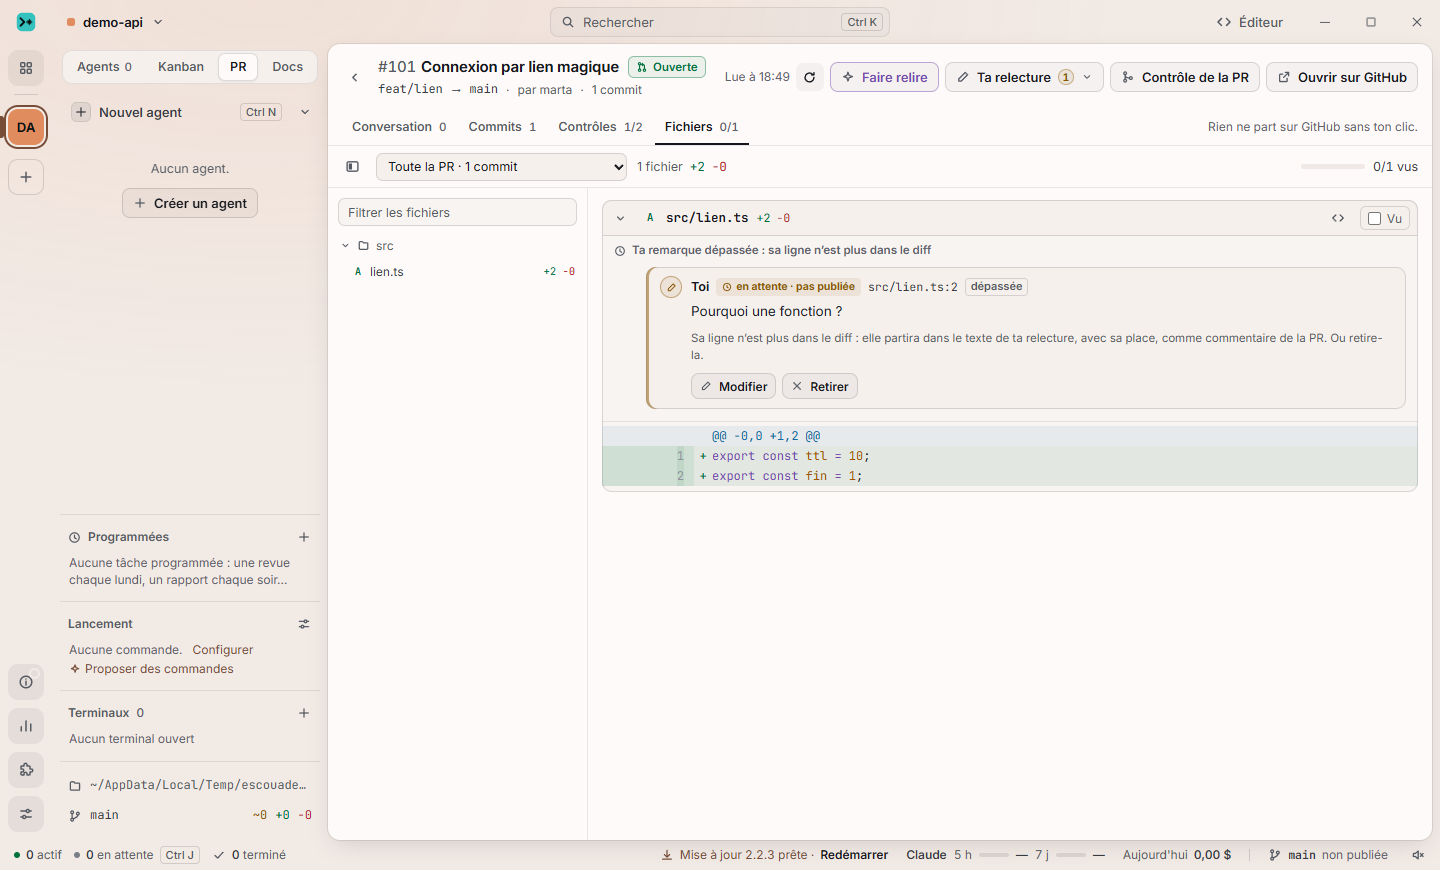 demo-api
Rechercher
Ctrl K
Éditeur
Agents 0
Kanban
PR
Docs
Nouvel agent
Ctrl N
DA
Aucun agent.
Créer un agent
Programmées
Aucune tâche programmée : une revue
chaque lundi, un rapport chaque soir…
Lancement
Aucune commande. Configurer
Proposer des commandes
Terminaux 0
Aucun terminal ouvert
~/AppData/Local/Temp/escouade…
main
~0 +0 -0
#101 Connexion par lien magique
Ouverte
feat/lien → main · par marta · 1 commit
Lue à 18:49
Faire relire
Ta relecture 1
Contrôle de la PR
Ouvrir sur GitHub
Conversation 0
Commits 1
Contrôles 1/2
Fichiers 0/1
Rien ne part sur GitHub sans ton clic.
Toute la PR · 1 commit
1 fichier +2 -0
0/1 vus
Filtrer les fichiers
src
A lien.ts +2 -0
A src/lien.ts +2 -0
Vu
Ta remarque dépassée : sa ligne n’est plus dans le diff
Toi
en attente · pas publiée
src/lien.ts:2
dépassée
Pourquoi une fonction ?
Sa ligne n’est plus dans le diff : elle partira dans le texte de ta relecture, avec sa place, comme commentaire de la PR. Ou retire-
la.
Modifier
Retirer
@@ -0,0 +1,2 @@
1 + export const ttl = 10;
2 + export const fin = 1;
0 actif
0 en attente
Ctrl J
0 terminé
Mise à jour 2.2.3 prête · Redémarrer
Claude 5 h — 7 j —
Aujourd'hui 0,00 $
main non publiée